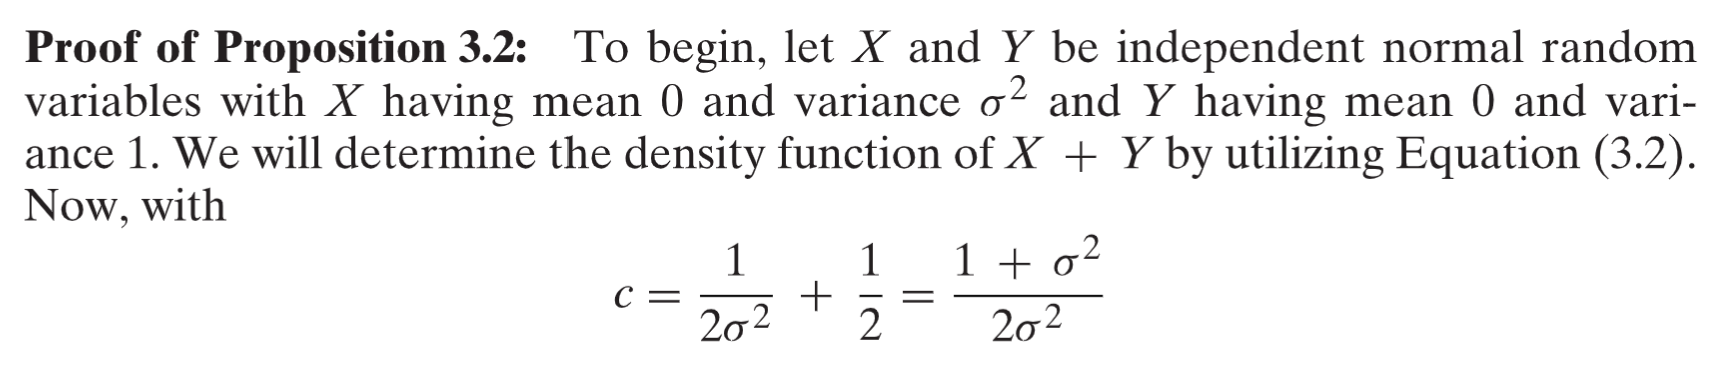 Proof of Proposition 3.2: To begin, let X and Y be independent normal random
variables with X having mean 0 and variance σ² and Y having mean 0 and vari-
ance 1. We will determine the density function of X + Y by utilizing Equation (3.2).
Now, with
c = 1/2σ² + 1/2 = 1 + σ²/2σ²